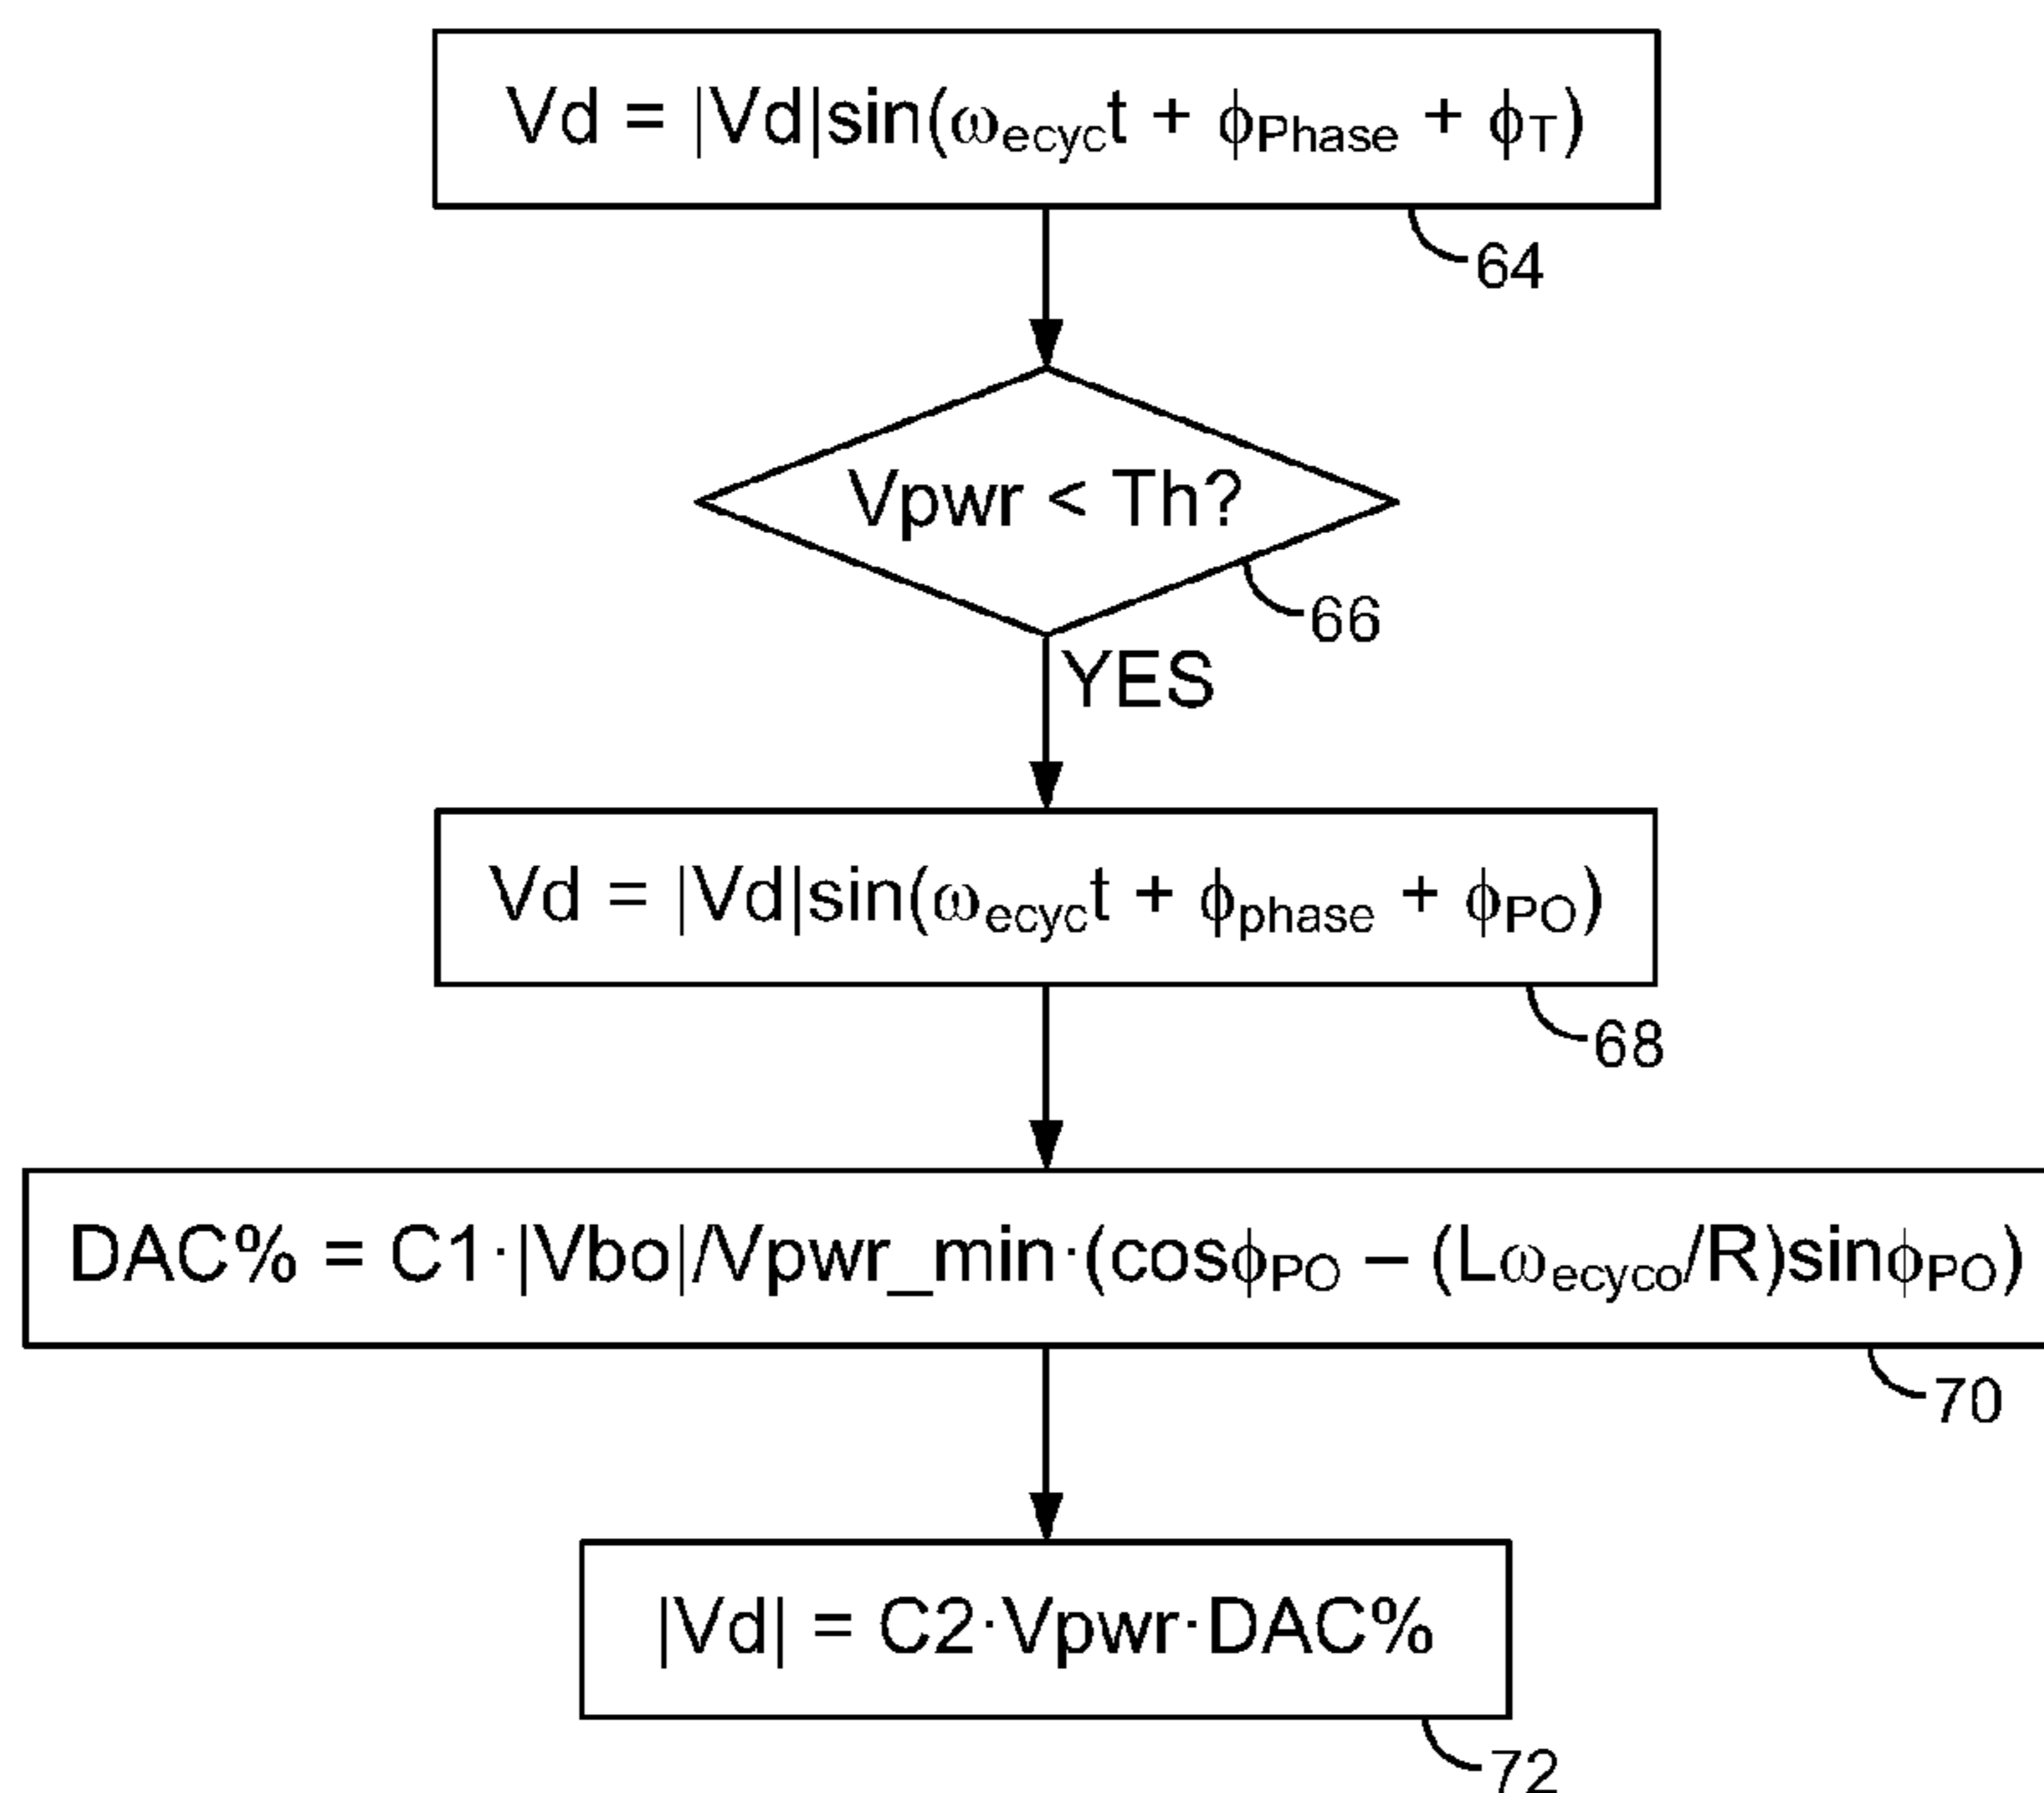 Vd = |Vd|sin(ωecyct + ϕPhase + ϕT)
64
Vpwr < Th?
66
YES
Vd = |Vd|sin(ωecyct + ϕphase + ϕPO)
68
DAC% = C1·|Vbo|/Vpwr_min·(cosϕPO – (Lωecyco/R)sinϕPO)
70
|Vd| = C2·Vpwr·DAC%
72